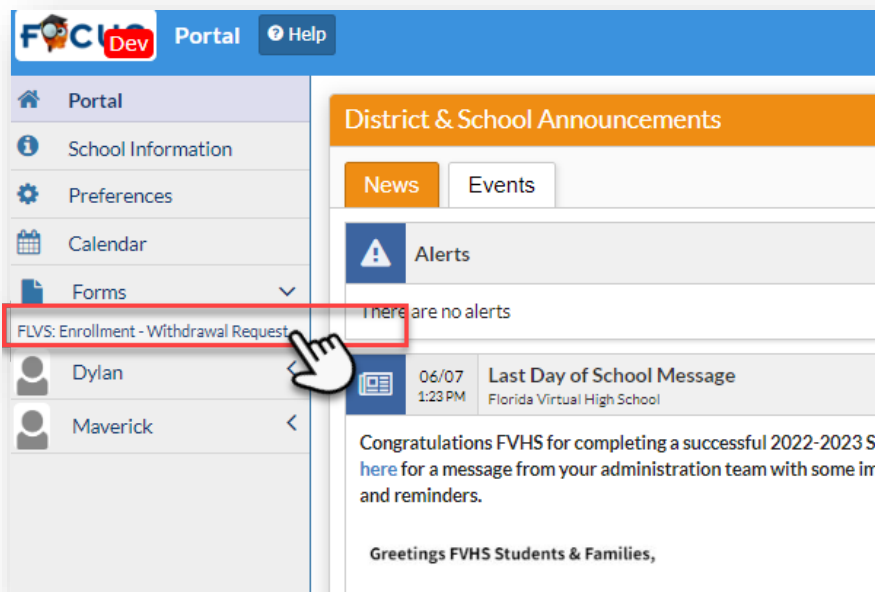 FOCUS Dev Portal Help
Portal
School Information
Preferences
Calendar
Forms
FLVS: Enrollment - Withdrawal Request
Dylan
Maverick
District & School Announcements
News Events
Alerts
There are no alerts
06/07 Last Day of School Message
1:23 PM Florida Virtual High School
Congratulations FVHS for completing a successful 2022-2023 S
here for a message from your administration team with some im
and reminders.
Greetings FVHS Students & Families,